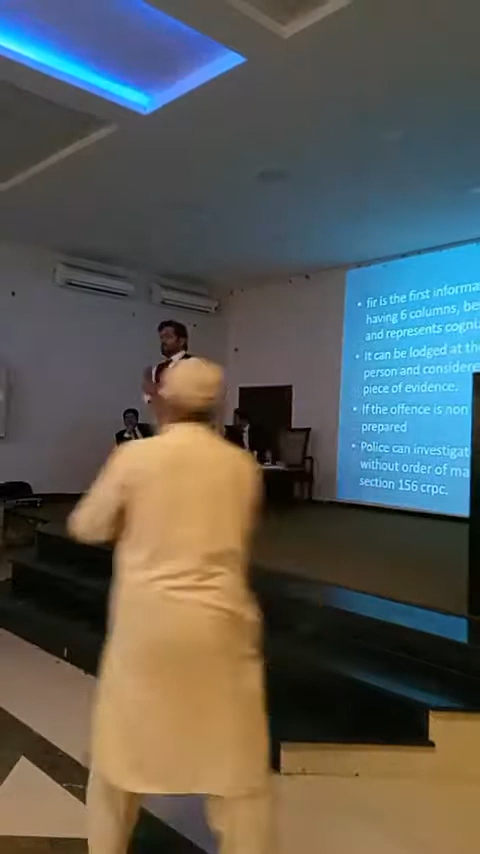 • fir is the first informa
having 6 columns, be
and represents cogni
• It can be lodged at the
person and considere
piece of evidence.
• If the offence is non
prepared
• Police can investigat
without order of ma
section 156 crpc.